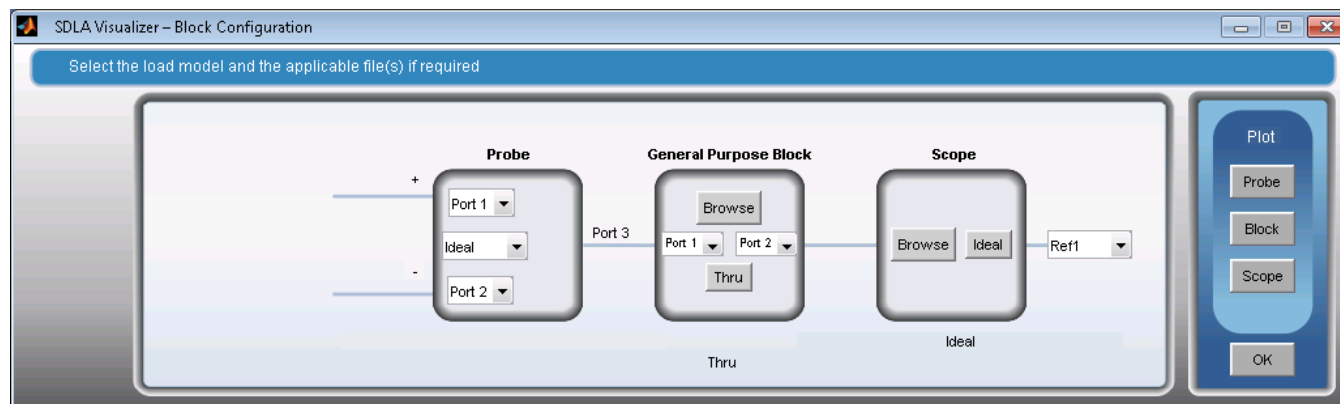 SDLA Visualizer – Block Configuration
Select the load model and the applicable file(s) if required
Probe
General Purpose Block
Scope
+
Port 1
Ideal
-
Port 2
Port 3
Browse
Port 1
Port 2
Thru
Browse
Ideal
Ref1
Ideal
Thru
Plot
Probe
Block
Scope
OK